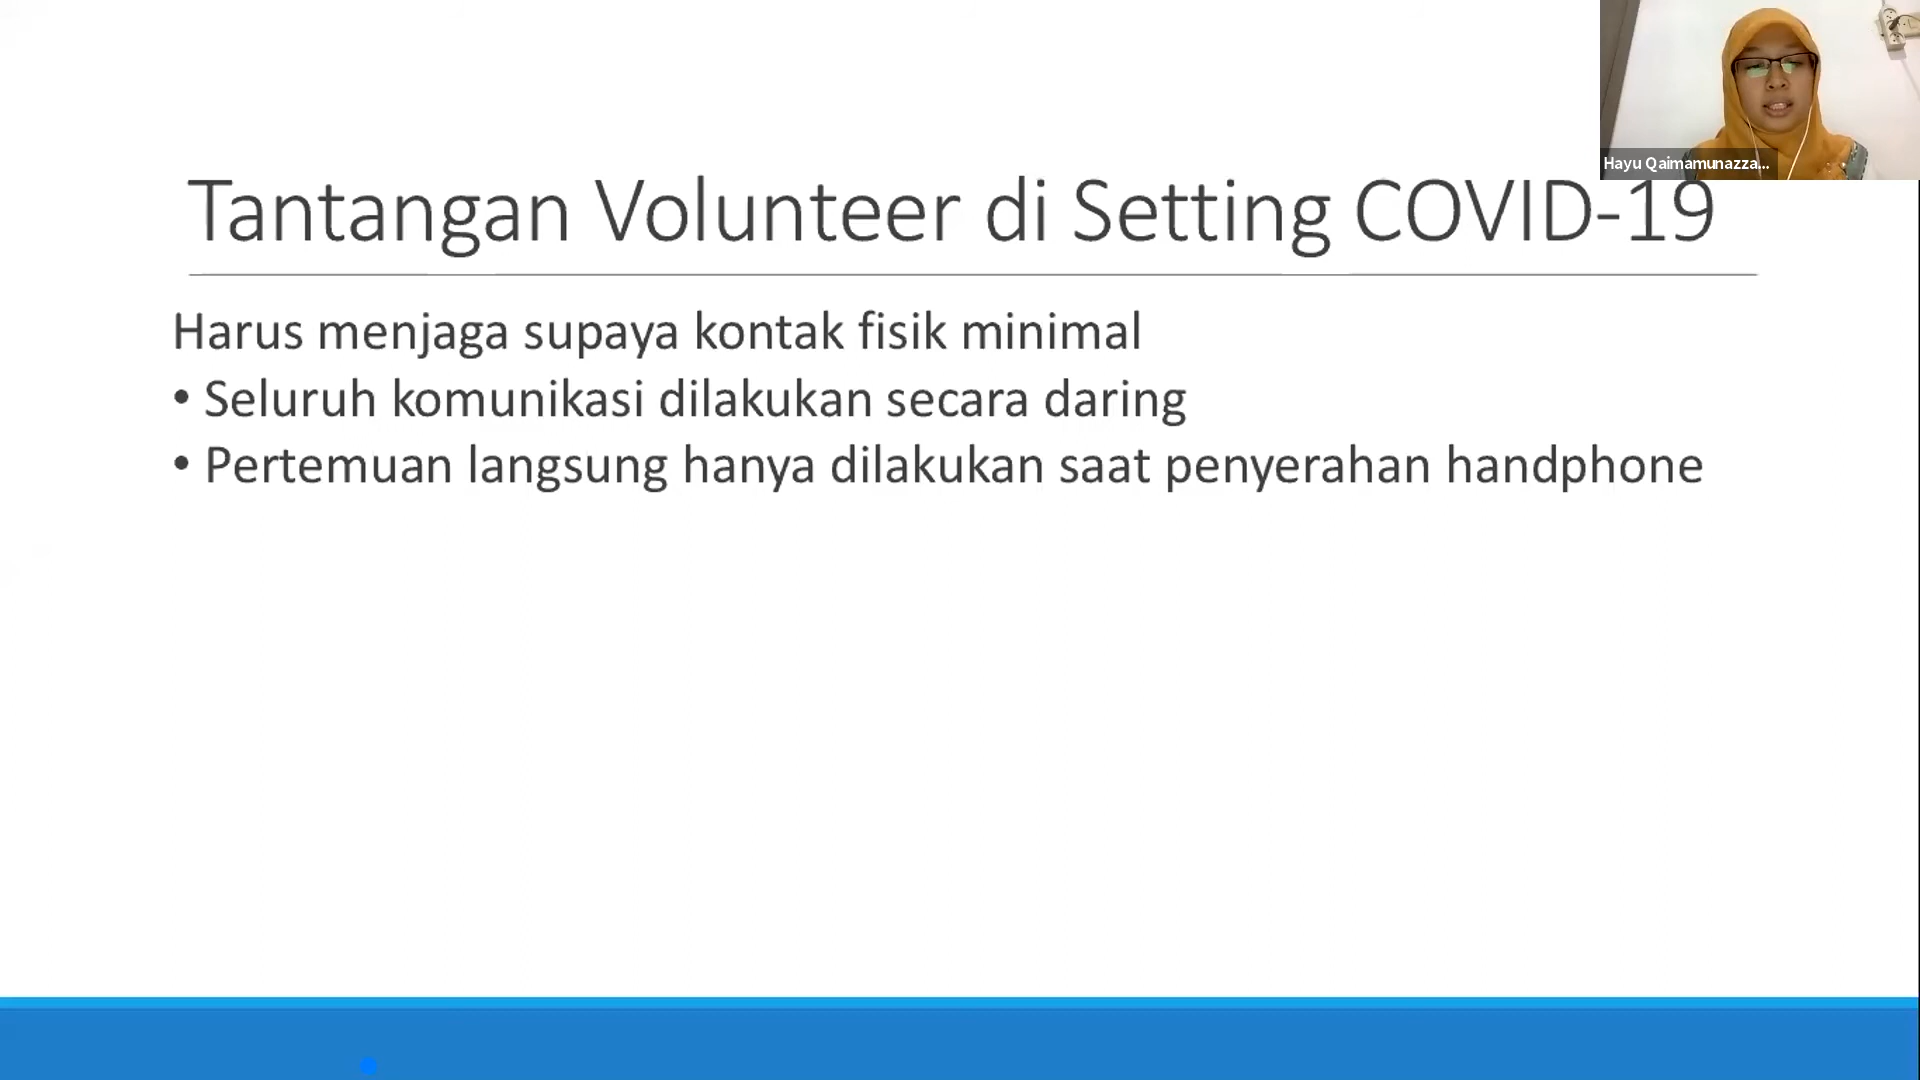 Hayu Qaimamunazza...
Tantangan Volunteer di Setting COVID-19
Harus menjaga supaya kontak fisik minimal
• Seluruh komunikasi dilakukan secara daring
• Pertemuan langsung hanya dilakukan saat penyerahan handphone